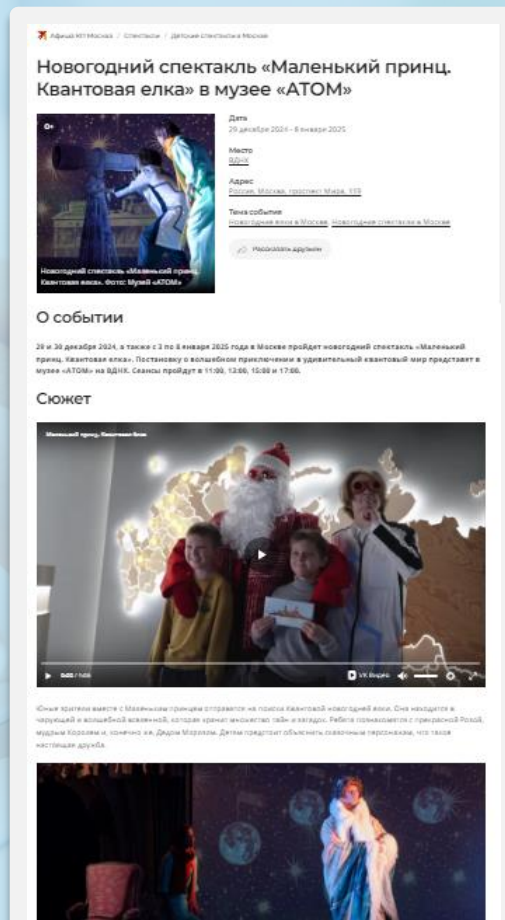 Афиша КП Москва / Спектакли / Детские спектакли в Москве
Новогодний спектакль «Маленький принц.
Квантовая елка» в музее «АТОМ»
0+
Новогодний спектакль «Маленький принц.
Квантовая елка». Фото: Музей «АТОМ»
Дата
29 декабря 2024 - 8 января 2025
Место
ВДНХ
Адрес
Россия, Москва, проспект Мира, 119
Тема события
Новогодние елки в Москве, Новогодние спектакли в Москве
Рассказать друзьям
О событии
29 и 30 декабря 2024, а также с 3 по 8 января 2025 года в Москве пройдет новогодний спектакль «Маленький
принц. Квантовая елка». Постановку о волшебном приключении в удивительный квантовый мир представят в
музее «АТОМ» на ВДНХ. Сеансы пройдут в 11:00, 13:00, 15:00 и 17:00.
Сюжет
Маленький принц. Квантовая елка
0:00 / 1:06
VK Видео
Юные зрители вместе с Маленьким принцем отправятся на поиски Квантовой новогодней елки. Она находится в
чарующей и волшебной вселенной, которая хранит множество тайн и загадок. Ребята познакомятся с прекрасной Розой,
мудрым Королем и, конечно же, Дедом Морозом. Детям предстоит объяснить сказочным персонажам, что такое
настоящая дружба.